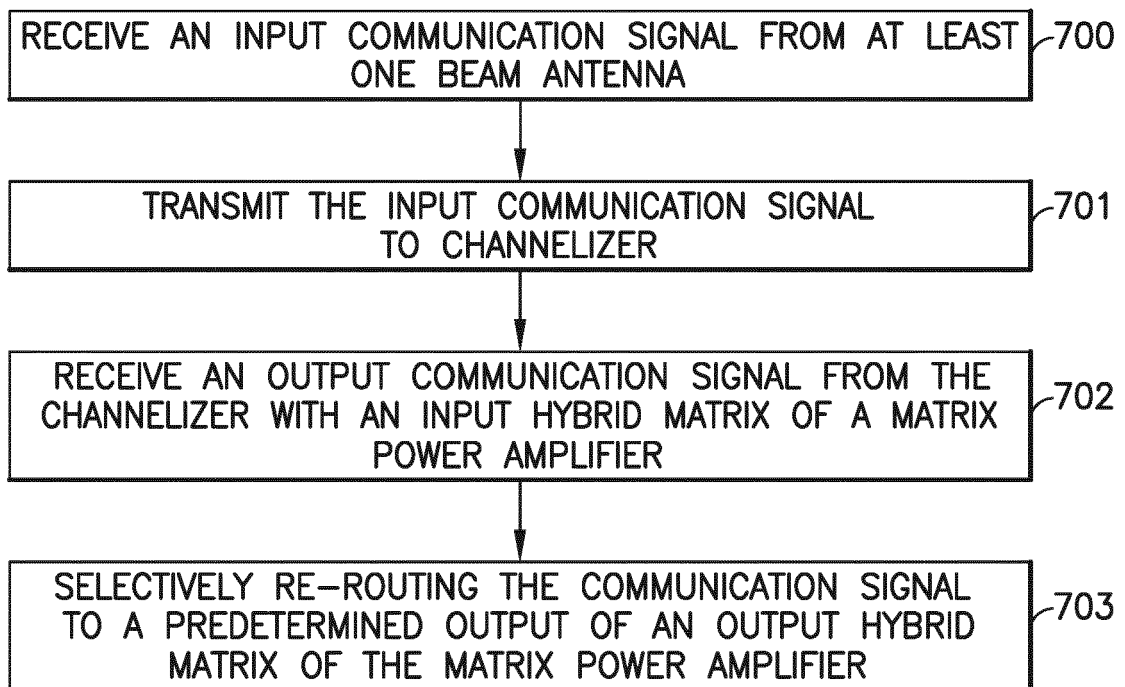 RECEIVE AN INPUT COMMUNICATION SIGNAL FROM AT LEAST
ONE BEAM ANTENNA
700
TRANSMIT THE INPUT COMMUNICATION SIGNAL
TO CHANNELIZER
701
RECEIVE AN OUTPUT COMMUNICATION SIGNAL FROM THE
CHANNELIZER WITH AN INPUT HYBRID MATRIX OF A MATRIX
POWER AMPLIFIER
702
SELECTIVELY RE-ROUTING THE COMMUNICATION SIGNAL
TO A PREDETERMINED OUTPUT OF AN OUTPUT HYBRID
MATRIX OF THE MATRIX POWER AMPLIFIER
703